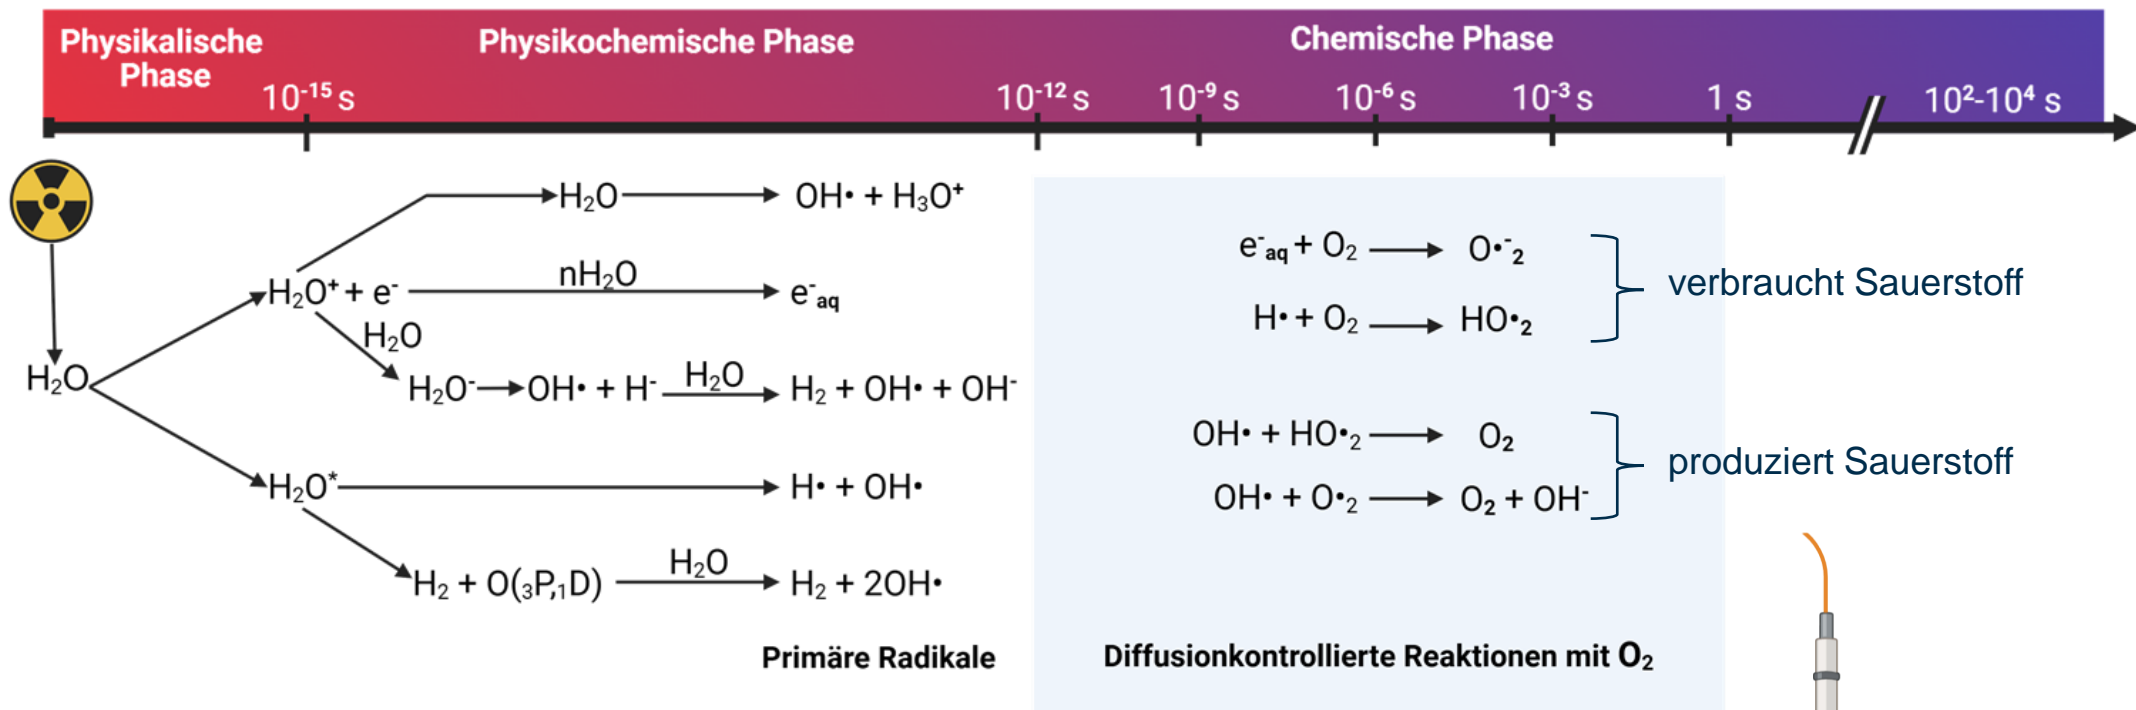 Physikalische
Phase
Physikochemische Phase
Chemische Phase
10⁻¹⁵ s
10⁻¹² s
10⁻⁹ s
10⁻⁶ s
10⁻³ s
1 s
10²-10⁴ s
H₂O
OH• + H₃O⁺
H₂O⁺ + e⁻
nH₂O
e⁻aq
H₂O
H₂O
H₂O⁻
OH• + H⁻
H₂O
H₂ + OH• + OH⁻
H₂O*
H• + OH•
H₂ + O(₃P,₁D)
H₂O
H₂ + 2OH•
Primäre Radikale
e⁻aq + O₂
O•⁻₂
H• + O₂
HO•₂
verbraucht Sauerstoff
OH• + HO•₂
O₂
OH• + O•₂
O₂ + OH⁻
produziert Sauerstoff
Diffusionkontrollierte Reaktionen mit O₂